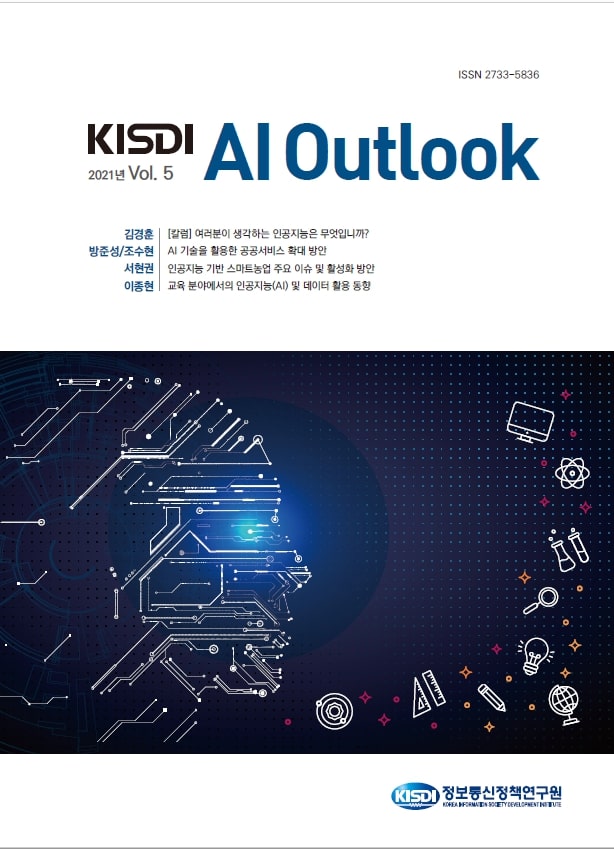 ISSN 2733-5836
KISDI AI Outlook
2021년 Vol. 5
김경훈 [칼럼] 여러분이 생각하는 인공지능은 무엇입니까?
방준성/조수현 AI 기술을 활용한 공공서비스 확대 방안
서현권 인공지능 기반 스마트농업 주요 이슈 및 활성화 방안
이종현 교육 분야에서의 인공지능(AI) 및 데이터 활용 동향
KISDI 정보통신정책연구원
KOREA INFORMATION SOCIETY DEVELOPMENT INSTITUTE